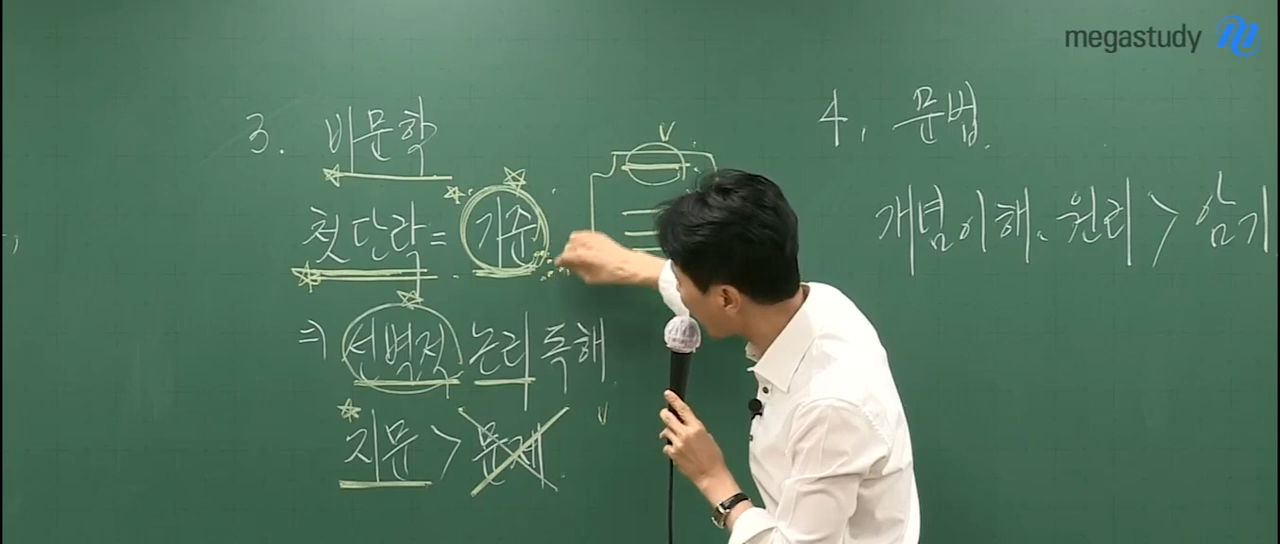 megastudy
3. 비문학
첫 단락 = 기준
⇒ 선별적 논리 독해
지문 > 문제
4. 문법.
개념이해. 원리 > 암기